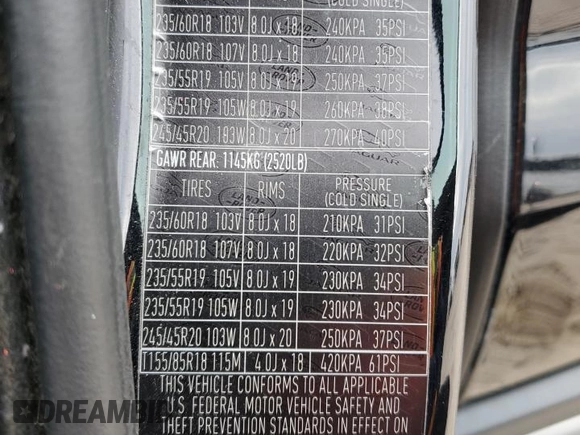 (COLD SINGLE)
235/60R18 103V 8.0J x 18 240KPA 35PSI
235/60R18 107V 8.0J x 18 240KPA 35PSI
235/55R19 105V 8.0J x 19 250KPA 37PSI
235/55R19 105W 8.0J x 19 260KPA 38PSI
245/45R20 183W 8.0J x 20 270KPA 40PSI
GAWR REAR: 1145KG (2520LB)
TIRES RIMS PRESSURE
(COLD SINGLE)
235/60R18 103V 8.0J x 18 210KPA 31PSI
235/60R18 107V 8.0J x 18 220KPA 32PSI
235/55R19 105V 8.0J x 19 230KPA 34PSI
235/55R19 105W 8.0J x 19 230KPA 34PSI
245/45R20 103W 8.0J x 20 250KPA 37PSI
T155/85R18 115M 4.0J x 18 420KPA 61PSI
THIS VEHICLE CONFORMS TO ALL APPLICABLE
U.S. FEDERAL MOTOR VEHICLE SAFETY AND
THEFT PREVENTION STANDARDS IN EFFECT ON